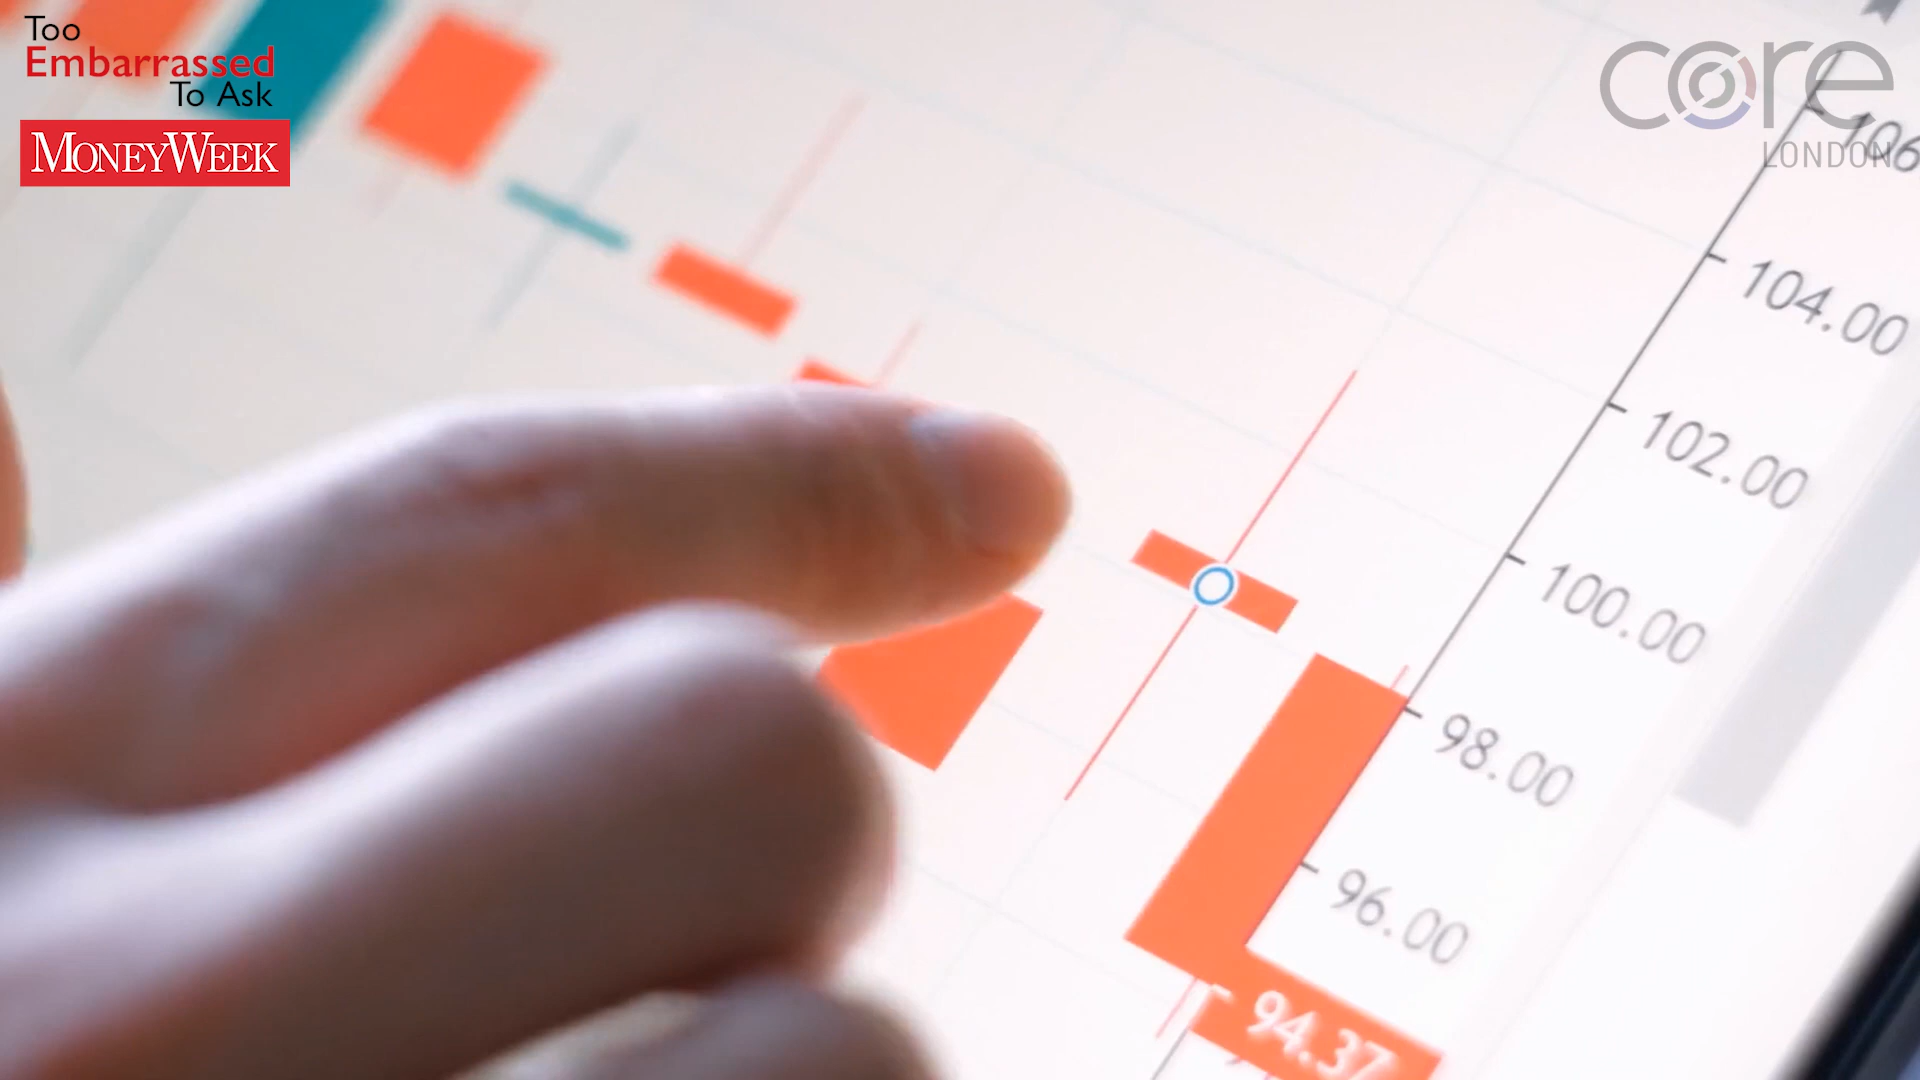 Too
Embarrassed
To Ask
MONEYWEEK
core
LONDON
106
104.00
102.00
100.00
98.00
96.00
94.37